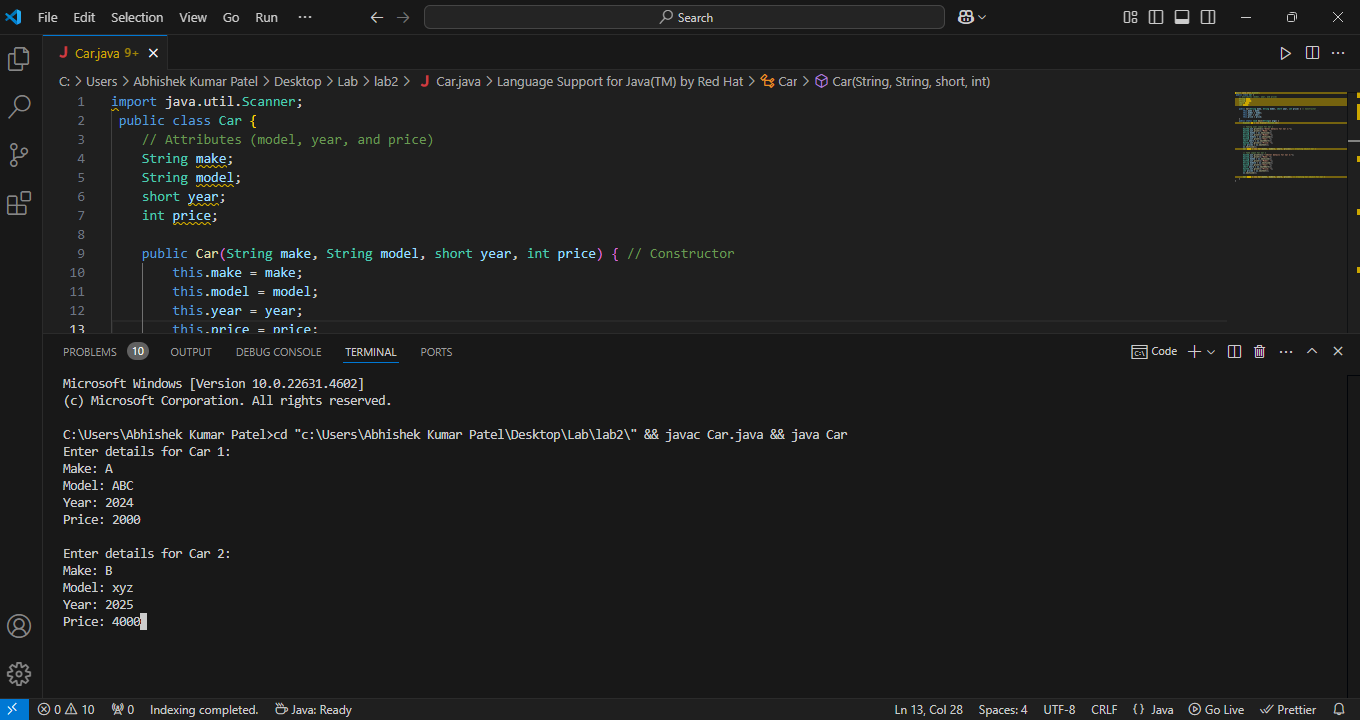 File Edit Selection View Go Run ··· Search
Car.java 9+
C: > Users > Abhishek Kumar Patel > Desktop > Lab > lab2 > Car.java > Language Support for Java(TM) by Red Hat > Car > Car(String, String, short, int)
1 import java.util.Scanner;
2 public class Car {
3 // Attributes (model, year, and price)
4 String make;
5 String model;
6 short year;
7 int price;
8
9 public Car(String make, String model, short year, int price) { // Constructor
10 this.make = make;
11 this.model = model;
12 this.year = year;
13 this.price = price;
PROBLEMS 10 OUTPUT DEBUG CONSOLE TERMINAL PORTS Code
Microsoft Windows [Version 10.0.22631.4602]
(c) Microsoft Corporation. All rights reserved.
C:\Users\Abhishek Kumar Patel>cd "c:\Users\Abhishek Kumar Patel\Desktop\Lab\lab2\" && javac Car.java && java Car
Enter details for Car 1:
Make: A
Model: ABC
Year: 2024
Price: 2000
Enter details for Car 2:
Make: B
Model: xyz
Year: 2025
Price: 4000
0 10 0 Indexing completed. Java: Ready Ln 13, Col 28 Spaces: 4 UTF-8 CRLF {} Java Go Live Prettier